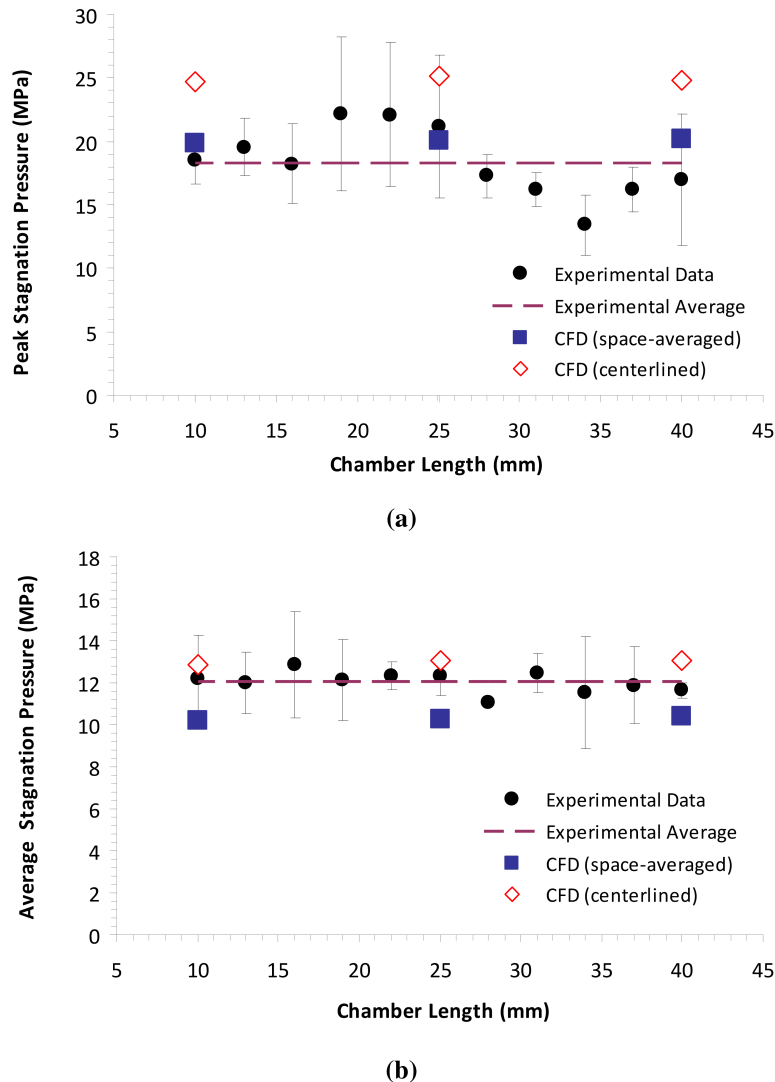 30
25
20
15
10
5
0
Peak Stagnation Pressure (MPa)
Experimental Data
Experimental Average
CFD (space-averaged)
CFD (centerlined)
5 10 15 20 25 30 35 40 45
Chamber Length (mm)
(a)
18
16
14
12
10
8
6
4
2
0
Average Stagnation Pressure (MPa)
Experimental Data
Experimental Average
CFD (space-averaged)
CFD (centerlined)
5 10 15 20 25 30 35 40 45
Chamber Length (mm)
(b)